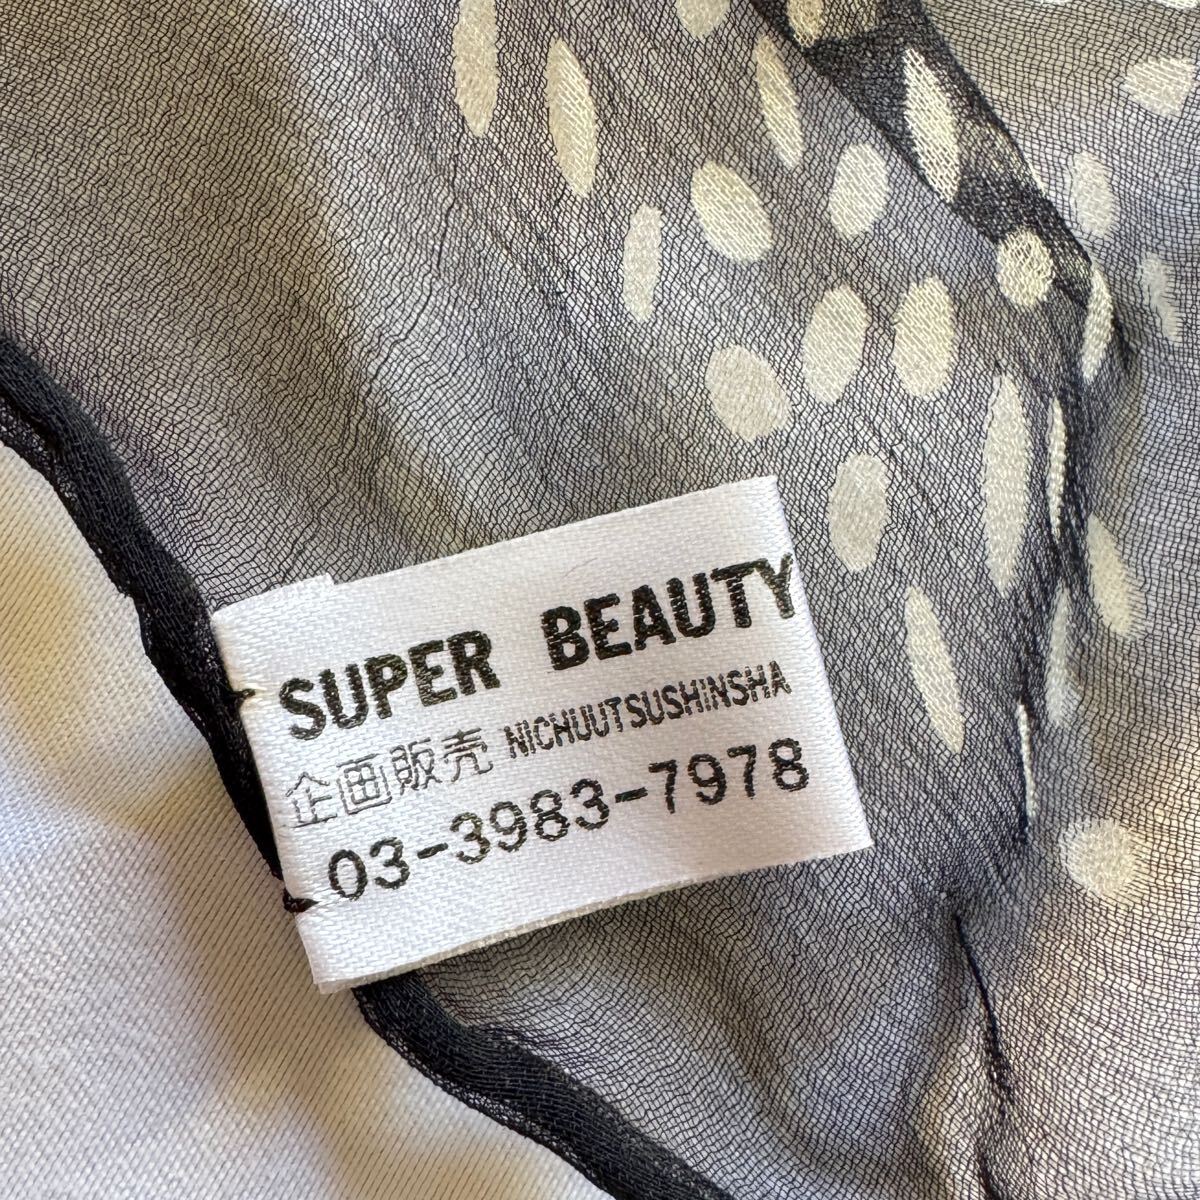 SUPER BEAUTY
企画販売 NICHUUTSUSHINSHA
03-3983-7978